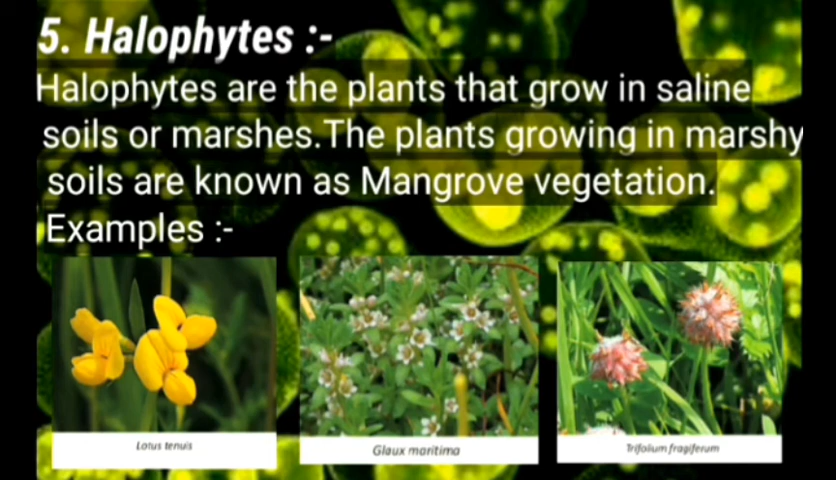 5. Halophytes :-
Halophytes are the plants that grow in saline
soils or marshes.The plants growing in marshy
soils are known as Mangrove vegetation.
Examples :-
Lotus tenuis
Glaux maritima
Trifolium fragiferum